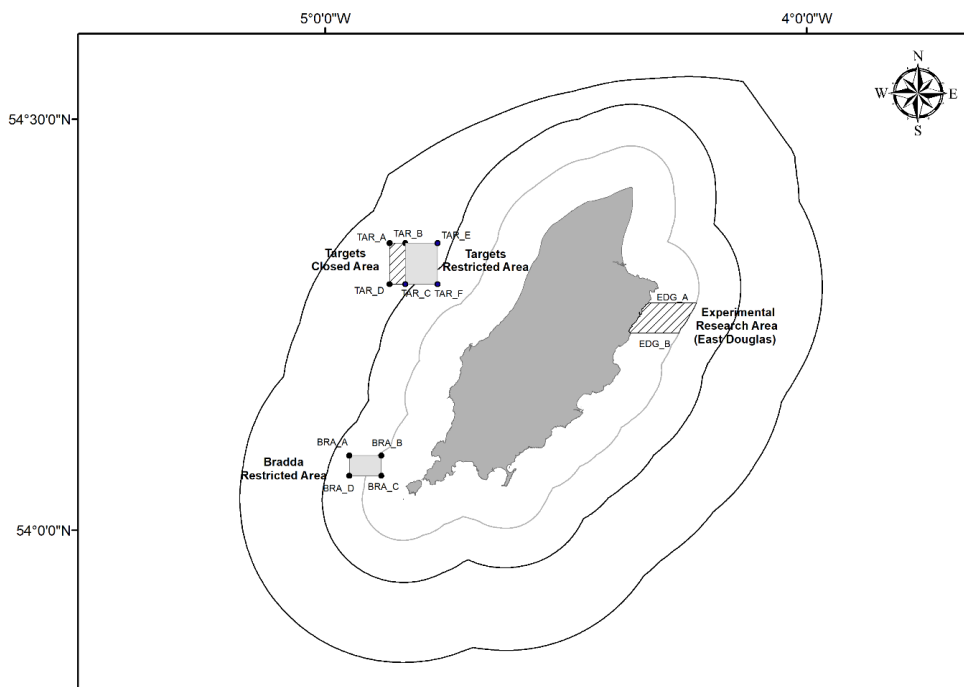 5°0'0"W
4°0'0"W
N
W
E
S
54°30'0"N
TAR_A
TAR_B
TAR_E
Targets
Closed Area
Targets
Restricted Area
TAR_D
TAR_C
TAR_F
EDG_A
Experimental
Research Area
(East Douglas)
EDG_B
BRA_A
BRA_B
Bradda
Restricted Area
BRA_D
BRA_C
54°0'0"N